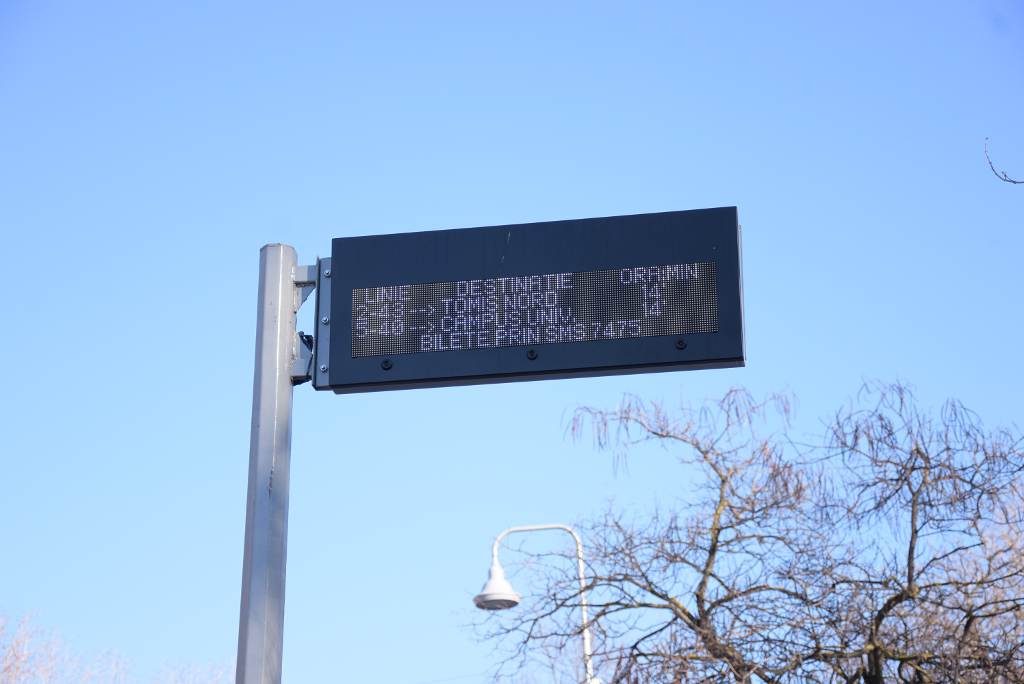 LINIE DESTINATIE ORA:MIN
2-43 --> TOMIS NORD 14'
5-40 --> CAMPUS UNIV. 14'
BILETE PRIN SMS 7475